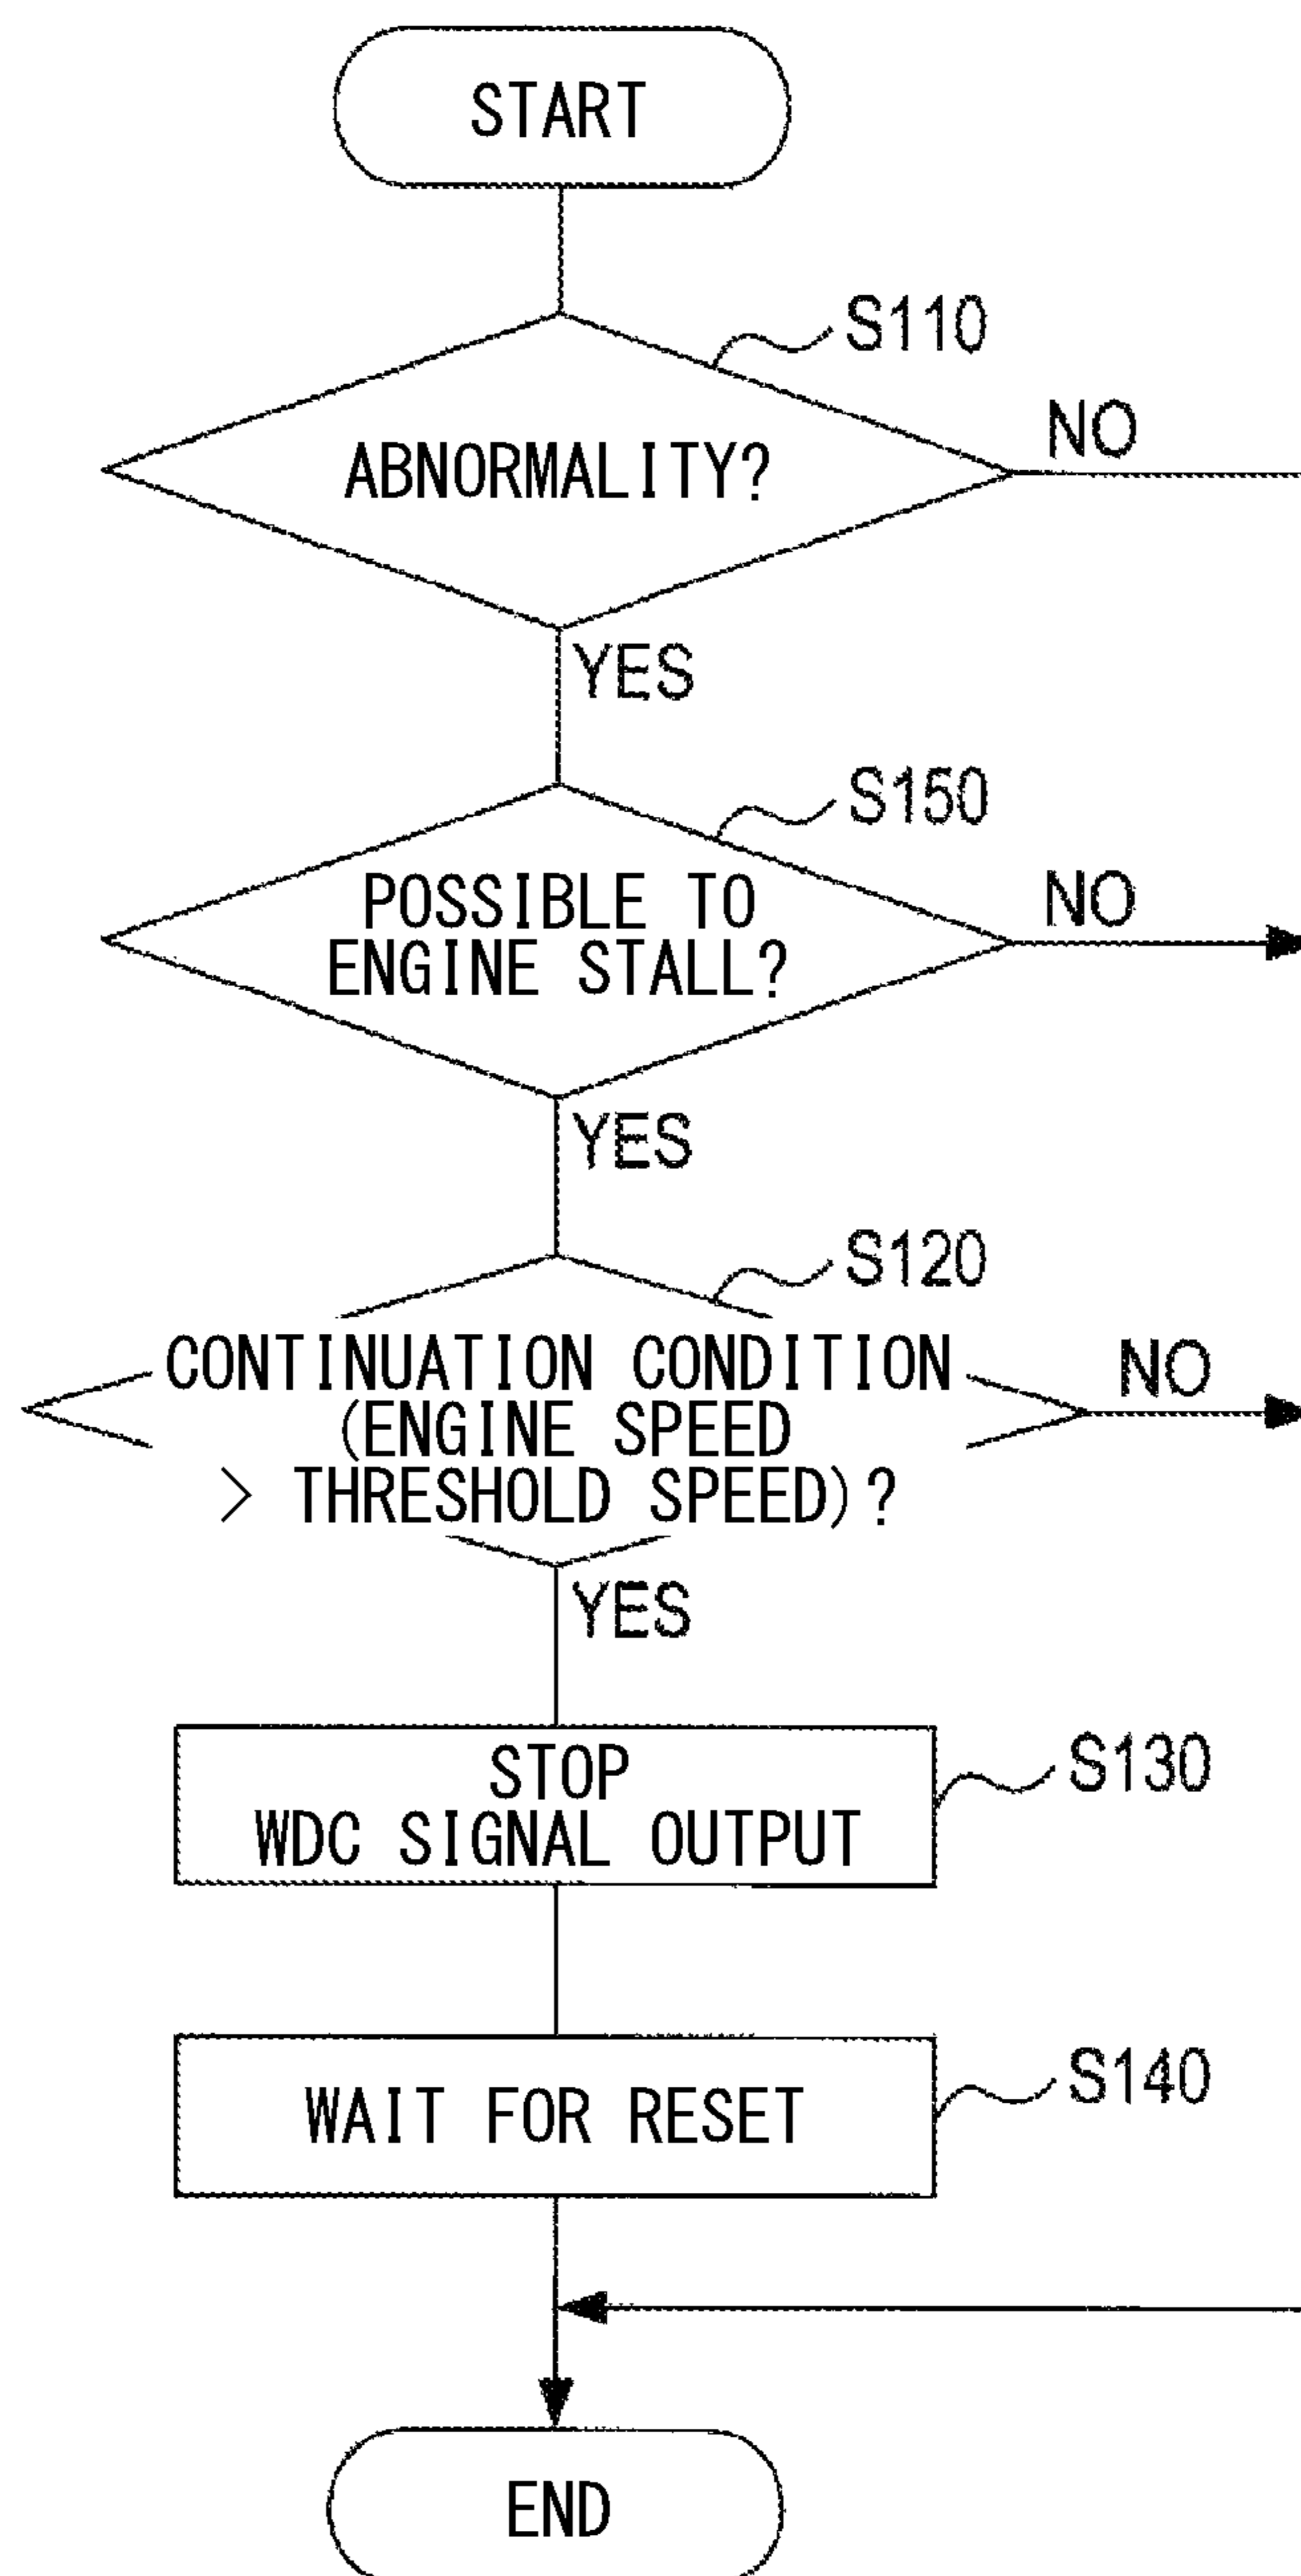 START
S110
ABNORMALITY?
NO
YES
S150
POSSIBLE TO
ENGINE STALL?
NO
YES
S120
CONTINUATION CONDITION
(ENGINE SPEED
> THRESHOLD SPEED)?
NO
YES
STOP
WDC SIGNAL OUTPUT
S130
WAIT FOR RESET
S140
END